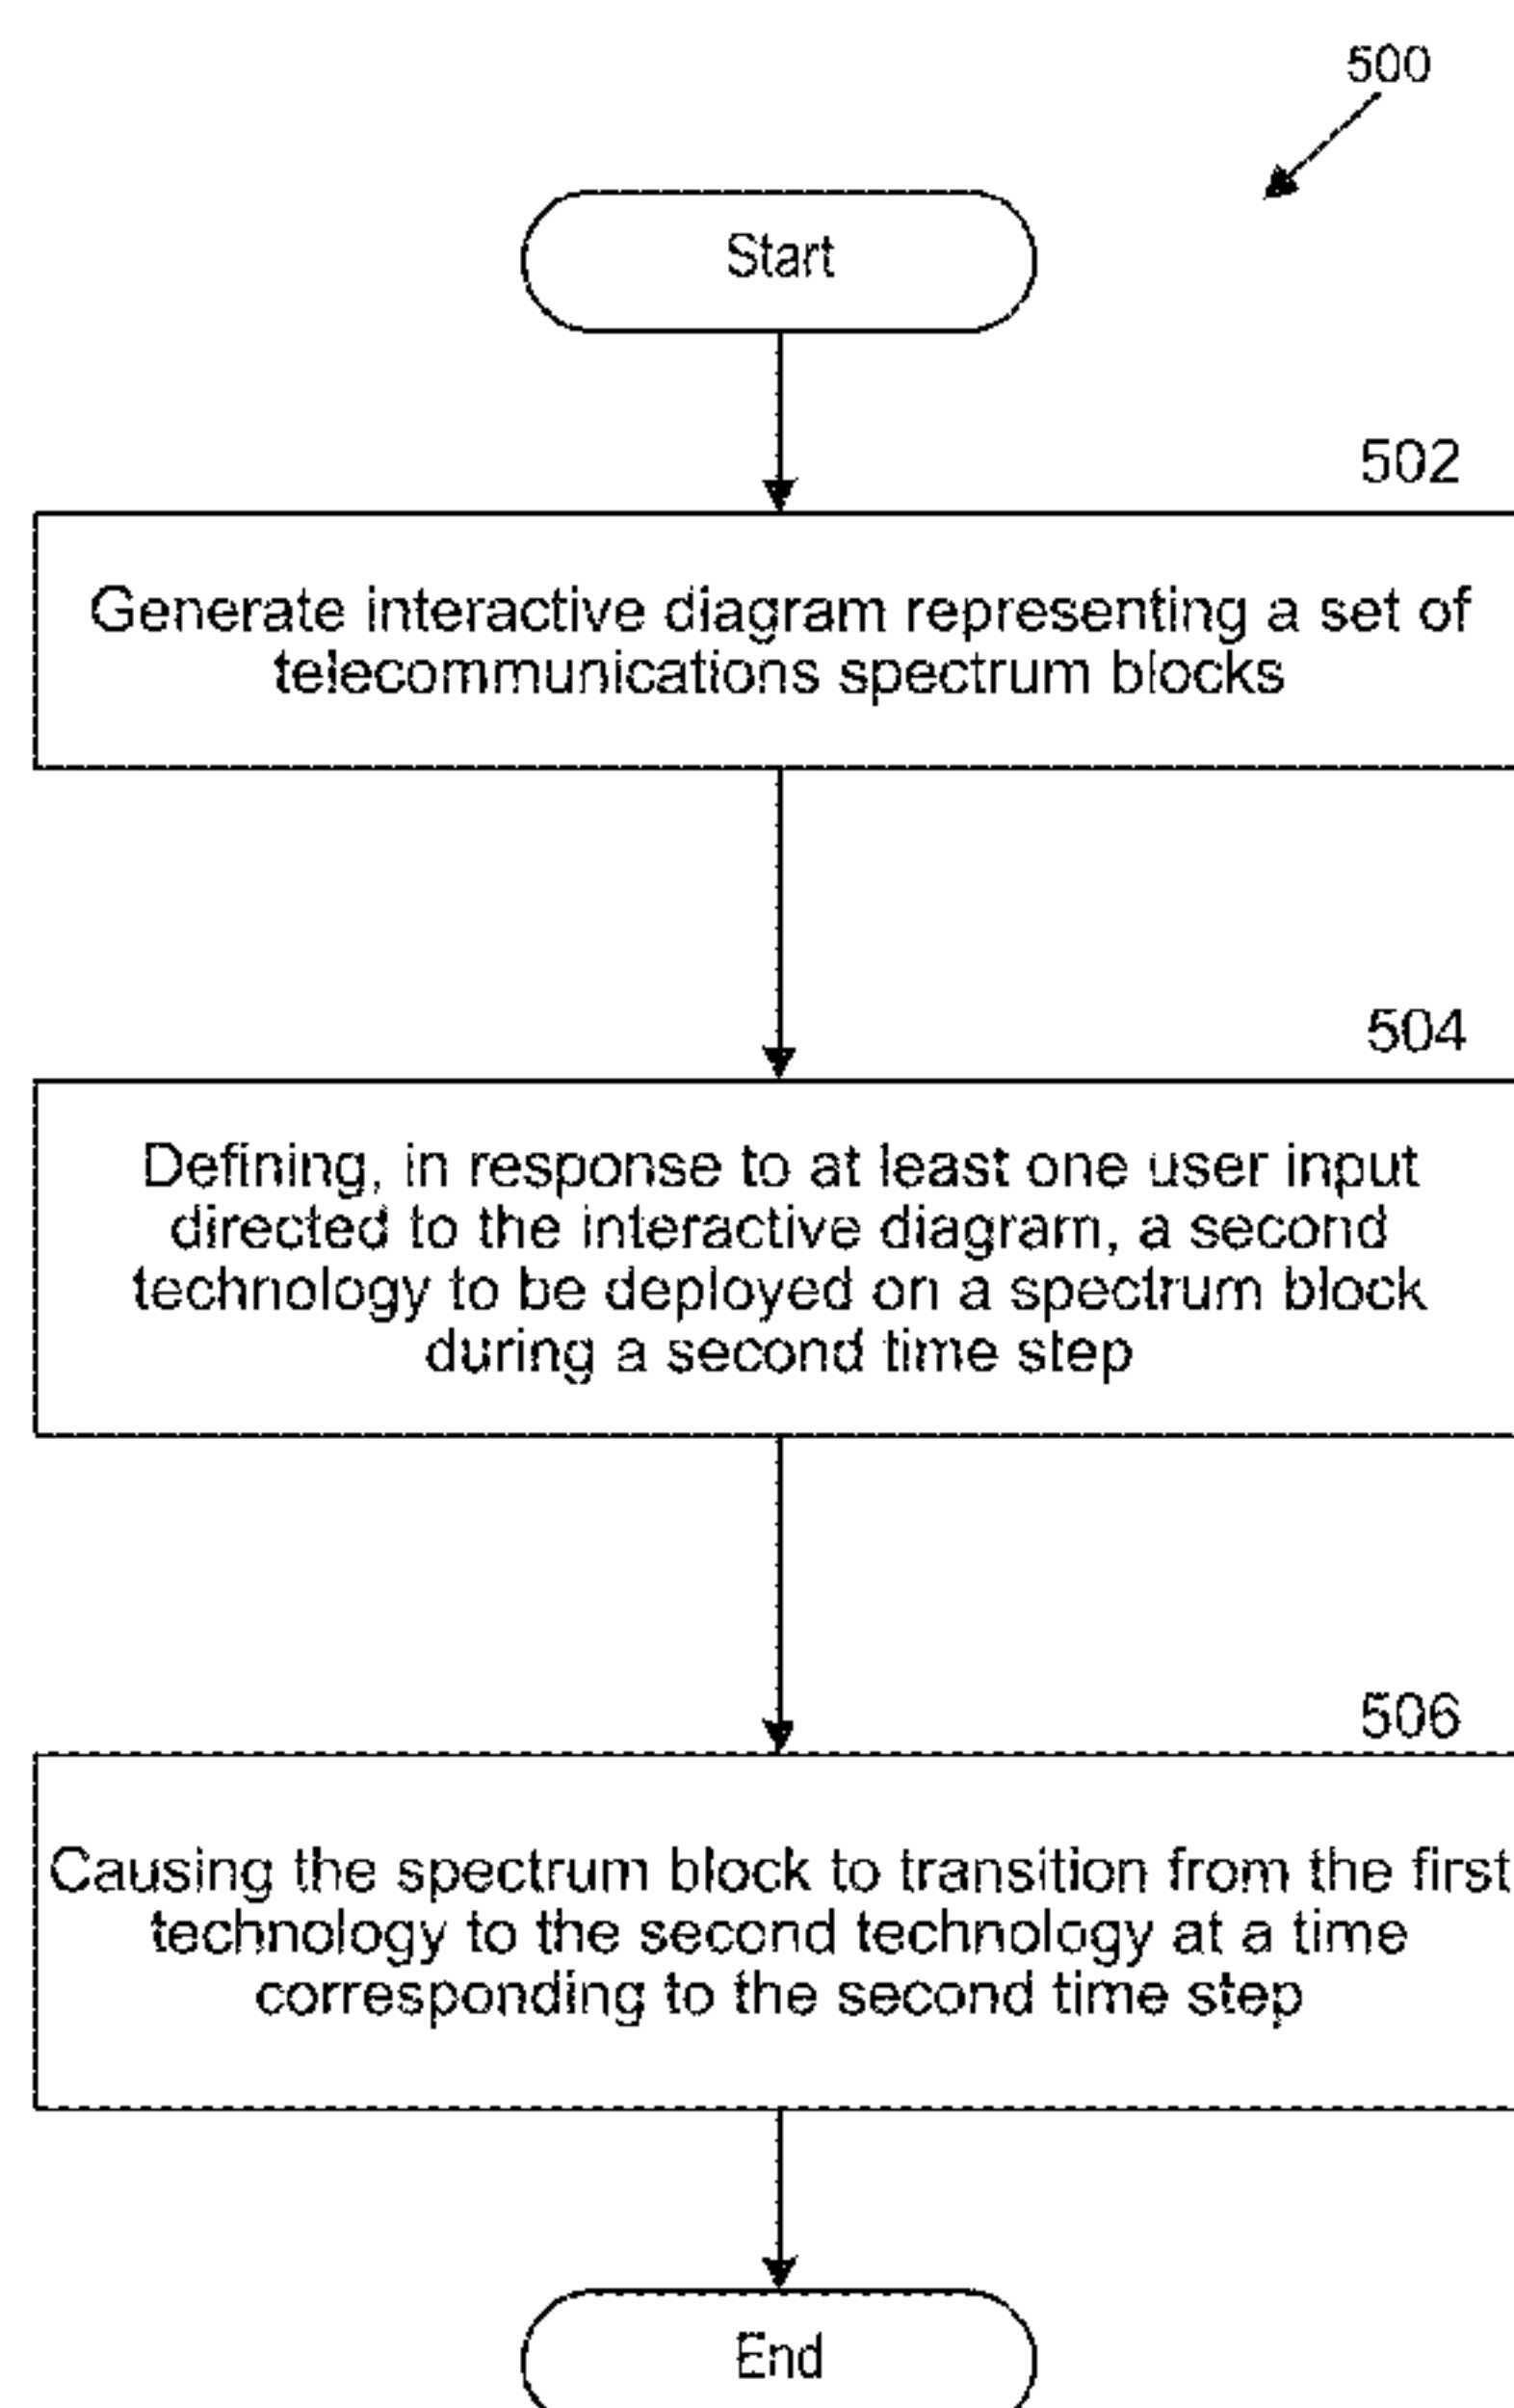 500
Start
502
Generate interactive diagram representing a set of
telecommunications spectrum blocks
504
Defining, in response to at least one user input
directed to the interactive diagram, a second
technology to be deployed on a spectrum block
during a second time step
506
Causing the spectrum block to transition from the first
technology to the second technology at a time
corresponding to the second time step
End